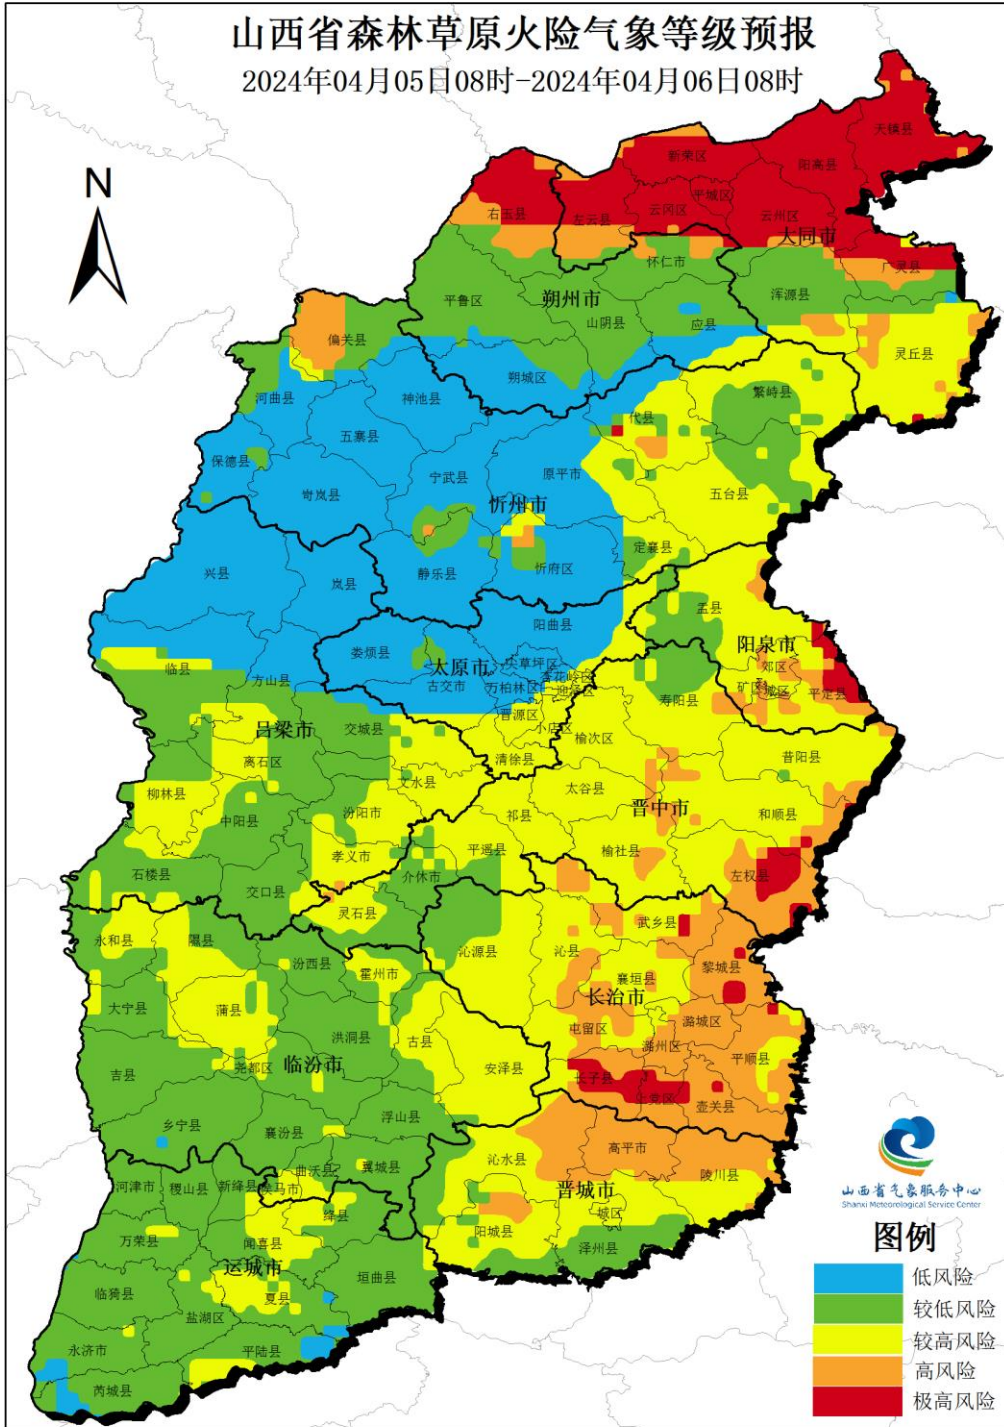 山西省森林草原火险气象等级预报
2024年04月05日08时-2024年04月06日08时
N
天镇县
新荣区
阳高县
平城区
右玉县
左云县
云冈区
云州区
大同市
怀仁市
广灵县
平鲁区
朔州市
浑源县
山阴县
应县
偏关县
灵丘县
朔城区
繁峙县
河曲县
神池县
代县
五寨县
保德县
宁武县
原平市
岢岚县
五台县
忻州市
定襄县
兴县
岚县
静乐县
忻府区
盂县
阳曲县
阳泉市
娄烦县
太原市
尖草坪区
临县
杏花岭区
郊区
方山县
古交市
万柏林区
迎泽区
矿区
城区
平定县
寿阳县
晋源区
吕梁市
交城县
小店区
榆次区
离石区
清徐县
昔阳县
文水县
柳林县
太谷县
晋中市
中阳县
汾阳市
祁县
和顺县
孝义市
平遥县
榆社县
石楼县
介休市
左权县
交口县
灵石县
武乡县
永和县
隰县
沁源县
沁县
汾西县
霍州市
襄垣县
黎城县
大宁县
蒲县
长治市
潞城区
洪洞县
古县
屯留区
潞州区
尧都区
临汾市
安泽县
平顺县
吉县
长子县
上党区
壶关县
乡宁县
浮山县
襄汾县
高平市
曲沃县
翼城县
沁水县
陵川县
河津市
稷山县
新绛县
侯马市
晋城市
绛县
城区
万荣县
闻喜县
阳城县
泽州县
运城市
垣曲县
临猗县
夏县
盐湖区
永济市
平陆县
芮城县
山西省气象服务中心
Shanxi Meteorological Service Center
图例
低风险
较低风险
较高风险
高风险
极高风险